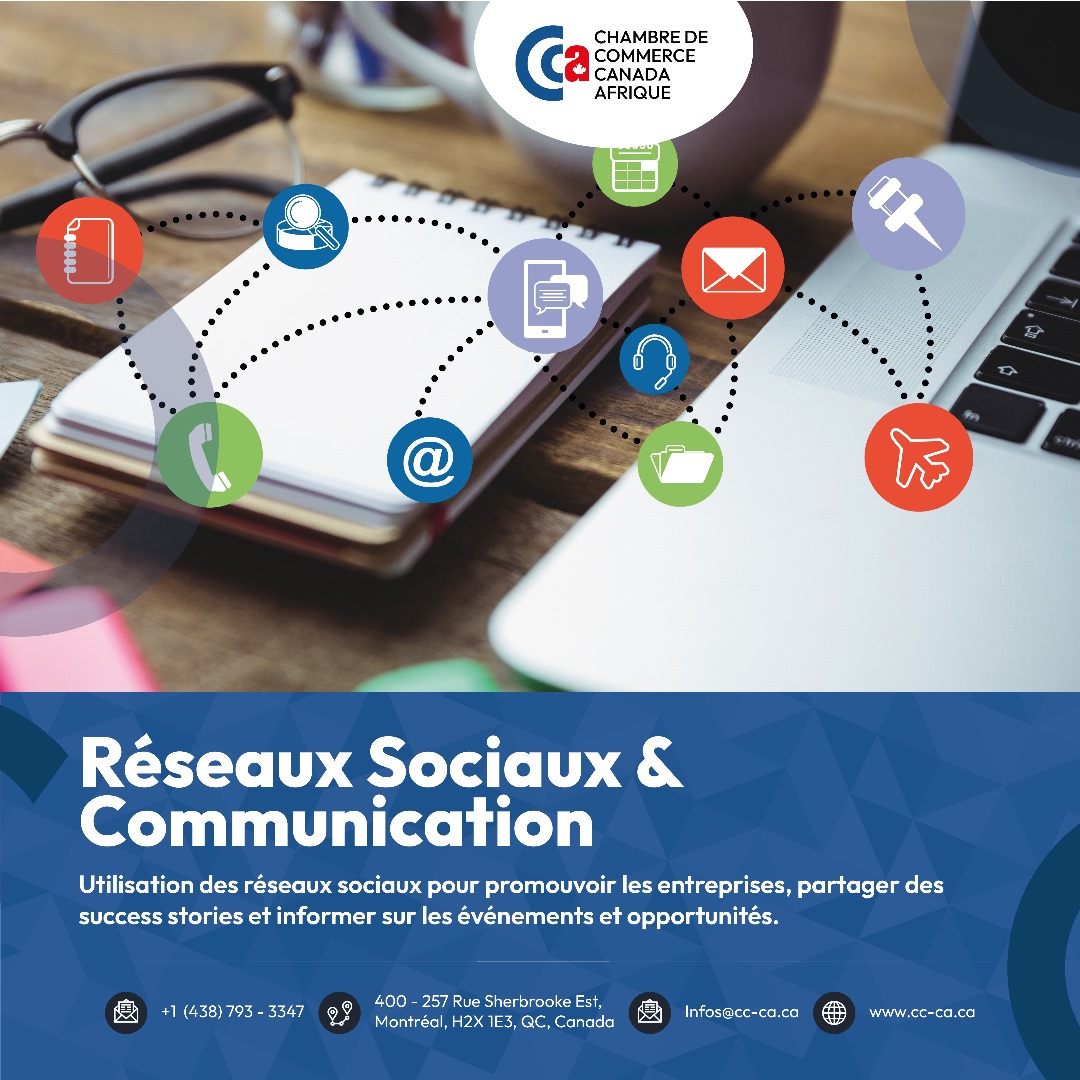 CHAMBRE DE
COMMERCE
CANADA
AFRIQUE
@
Réseaux Sociaux &
Communication
Utilisation des réseaux sociaux pour promouvoir les entreprises, partager des
success stories et informer sur les événements et opportunités.
+1 (438) 793 - 3347
400 - 257 Rue Sherbrooke Est,
Montréal, H2X 1E3, QC, Canada
Infos@cc-ca.ca
www.cc-ca.ca